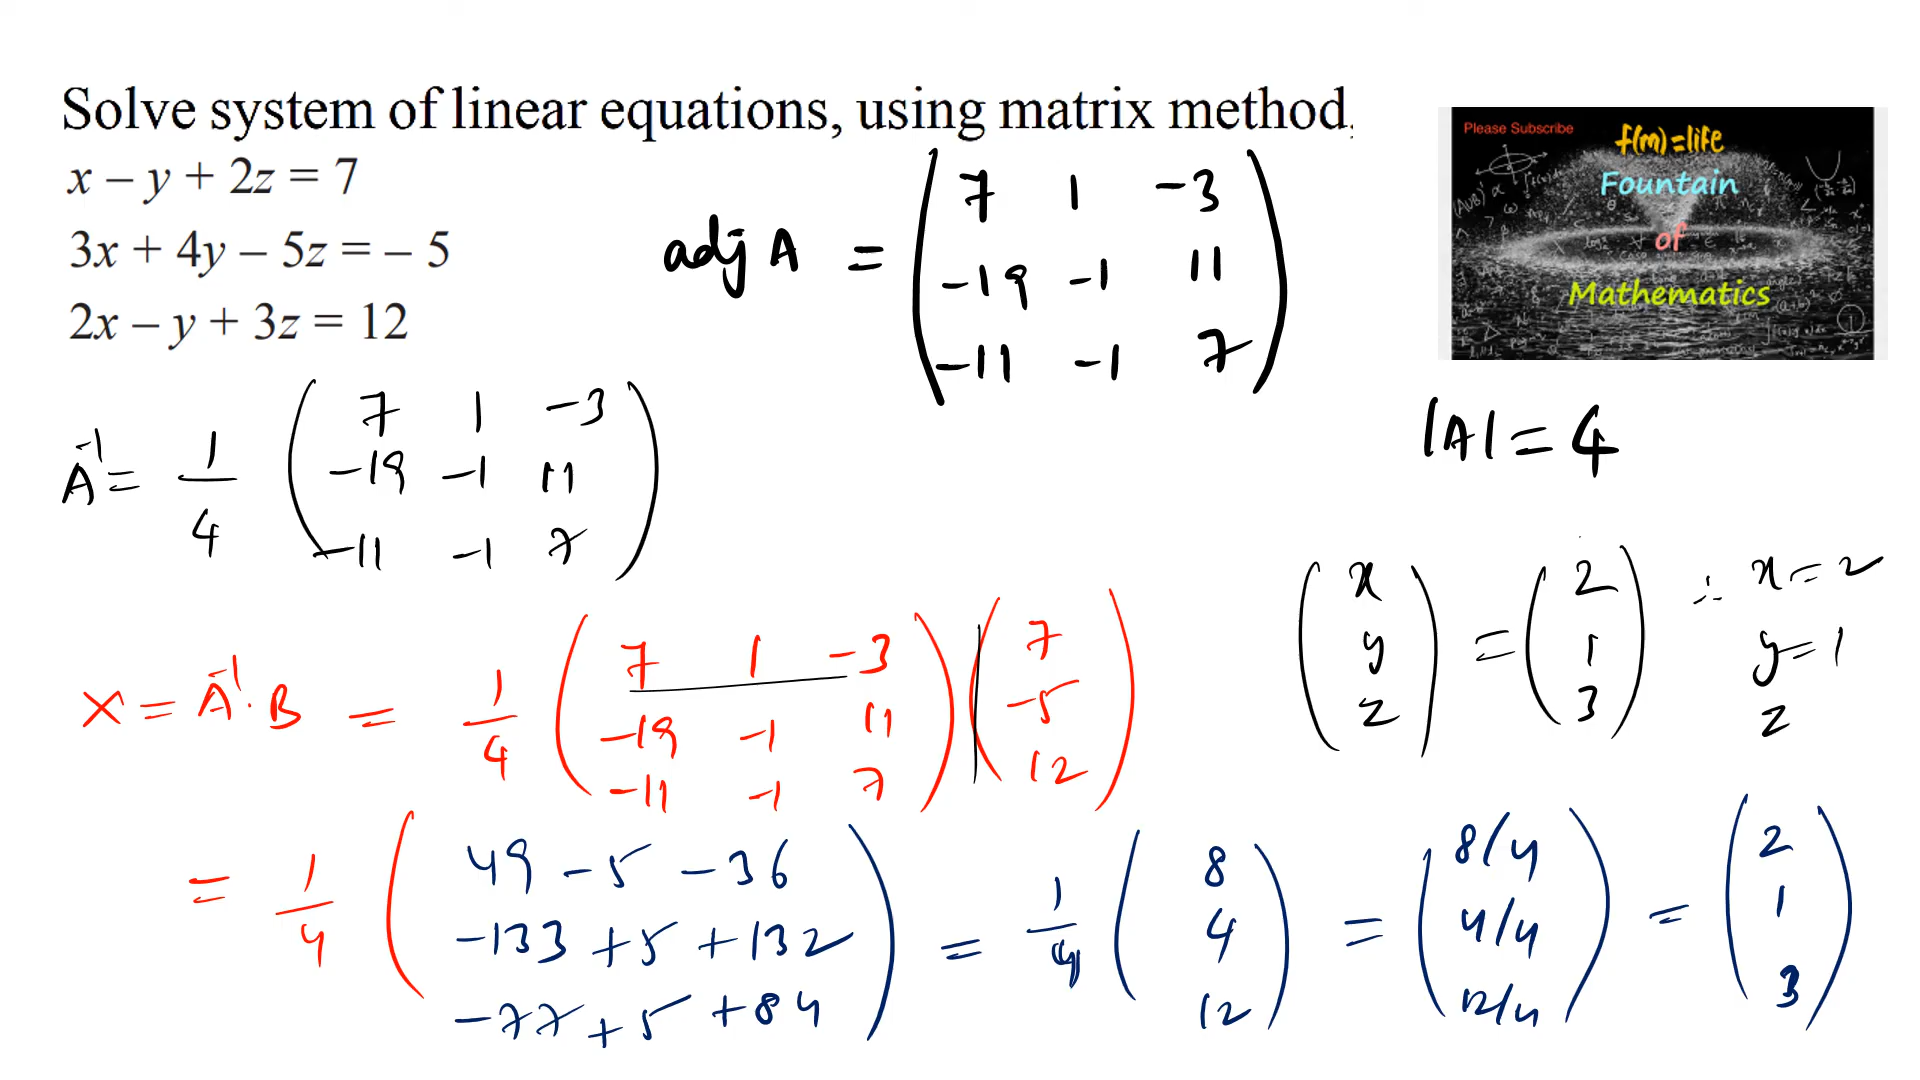 Solve system of linear equations, using matrix method,
x – y + 2z = 7
3x + 4y – 5z = – 5
2x – y + 3z = 12
adj A = ( 7 1 -3
-19 -1 11
-11 -1 7 )
Please Subscribe
f(m)=life
Fountain
of
Mathematics
|A| = 4
A⁻¹ = 1/4 ( 7 1 -3
-19 -1 11
-11 -1 7 )
( x y z ) = ( 2 1 3 ) ∴ x = 2
y = 1
z
X = A⁻¹ · B = 1/4 ( 7 1 -3
-19 -1 11
-11 -1 7 ) ( 7 -5 12 )
= 1/4 ( 49 - 5 - 36
-133 + 5 + 132
-77 + 5 + 84 ) = 1/4 ( 8 4 12 ) = ( 8/4 4/4 12/4 ) = ( 2 1 3 )